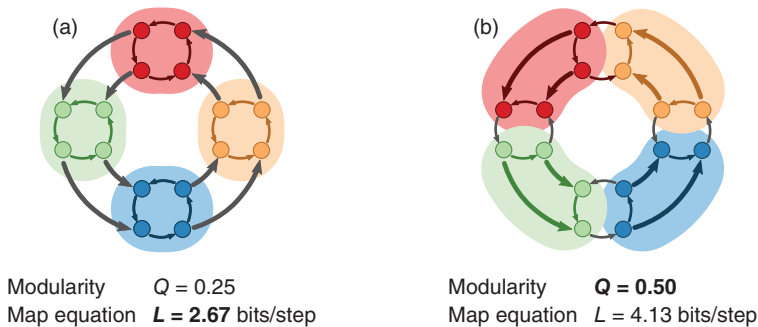 (a)
(b)
Modularity Q = 0.25
Map equation L = 2.67 bits/step
Modularity Q = 0.50
Map equation L = 4.13 bits/step